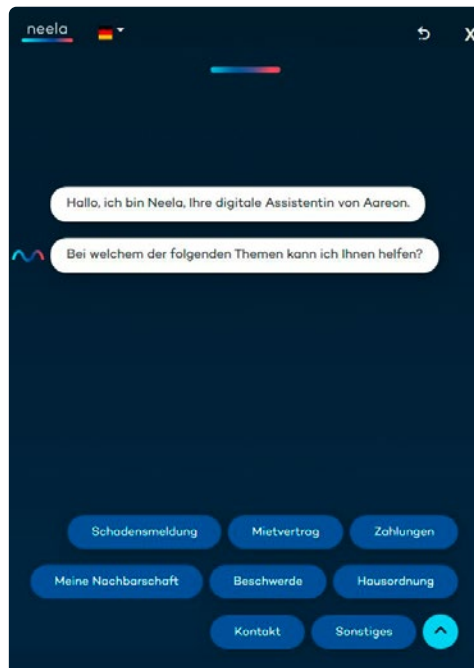 neela
X
Hallo, ich bin Neela, Ihre digitale Assistentin von Aareon.
Bei welchem der folgenden Themen kann ich Ihnen helfen?
Schadensmeldung Mietvertrag Zahlungen
Meine Nachbarschaft Beschwerde Hausordnung
Kontakt Sonstiges